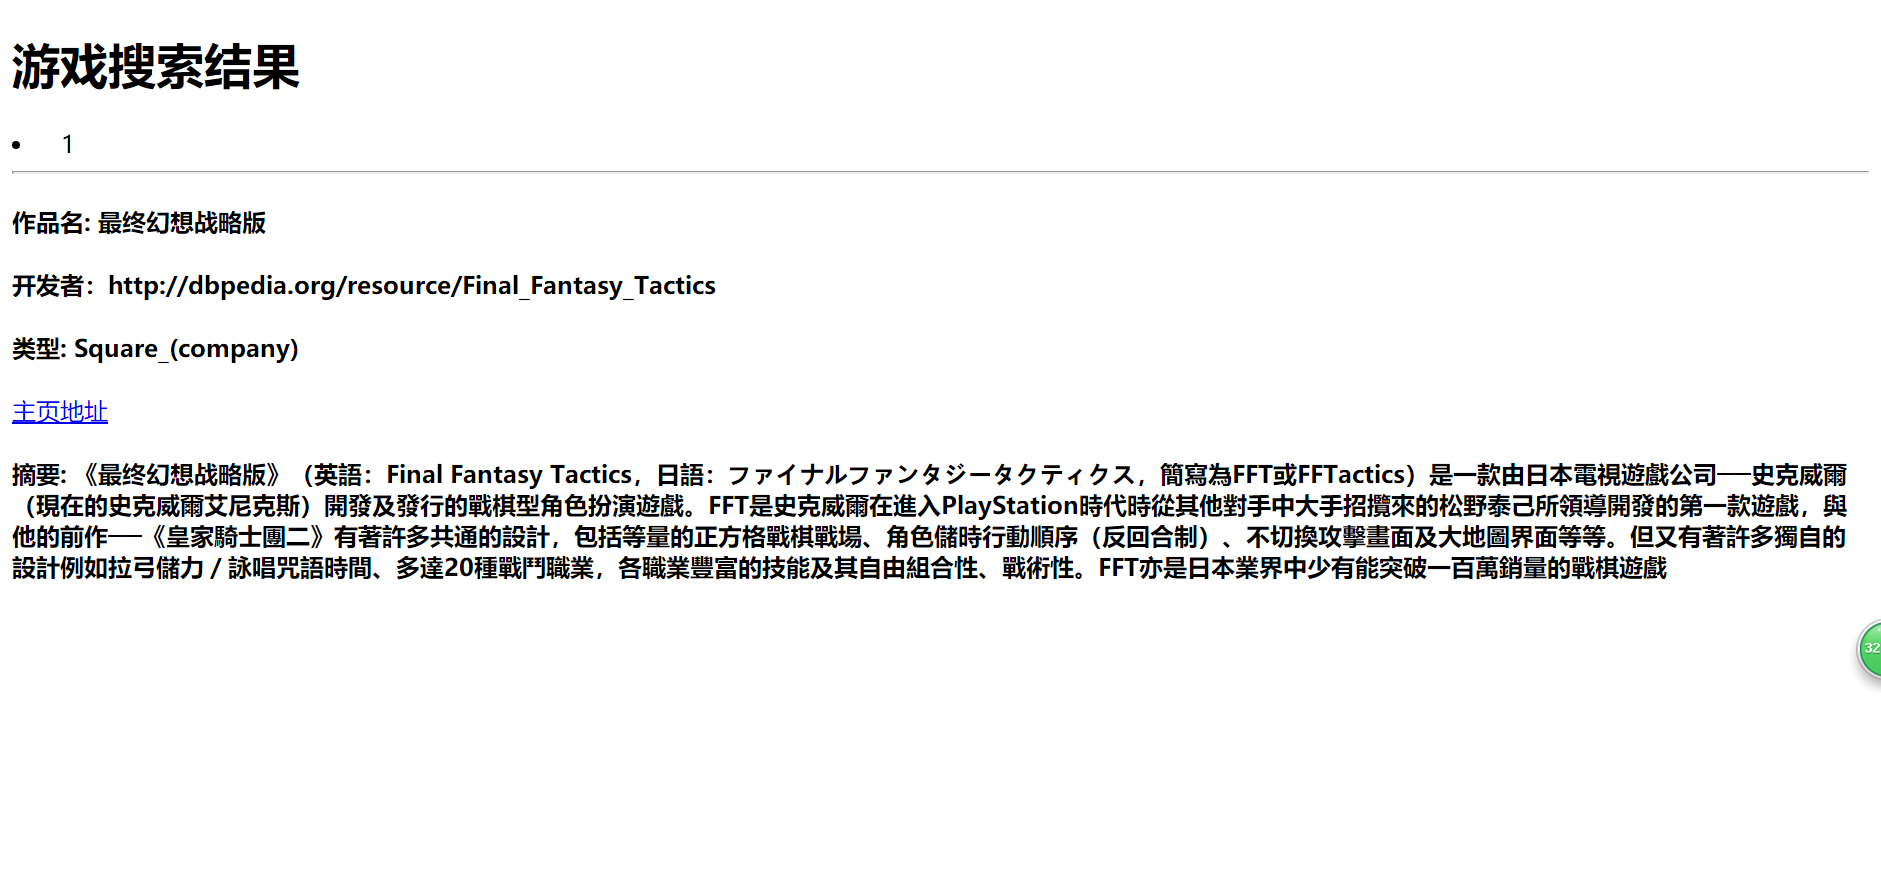 游戏搜索结果
1
作品名: 最终幻想战略版
开发者：http://dbpedia.org/resource/Final_Fantasy_Tactics
类型: Square_(company)
主页地址
摘要: 《最终幻想战略版》（英語：Final Fantasy Tactics，日語：ファイナルファンタジータクティクス，簡寫為FFT或FFTactics）是一款由日本電視遊戲公司──史克威爾
（現在的史克威爾艾尼克斯）開發及發行的戰棋型角色扮演遊戲。FFT是史克威爾在進入PlayStation時代時從其他對手中大手招攬來的松野泰己所領導開發的第一款遊戲，與
他的前作──《皇家騎士團二》有著許多共通的設計，包括等量的正方格戰棋戰場、角色儲時行動順序（反回合制）、不切換攻擊畫面及大地圖界面等等。但又有著許多獨自的
設計例如拉弓儲力 / 詠唱咒語時間、多達20種戰鬥職業，各職業豐富的技能及其自由組合性、戰術性。FFT亦是日本業界中少有能突破一百萬銷量的戰棋遊戲
32